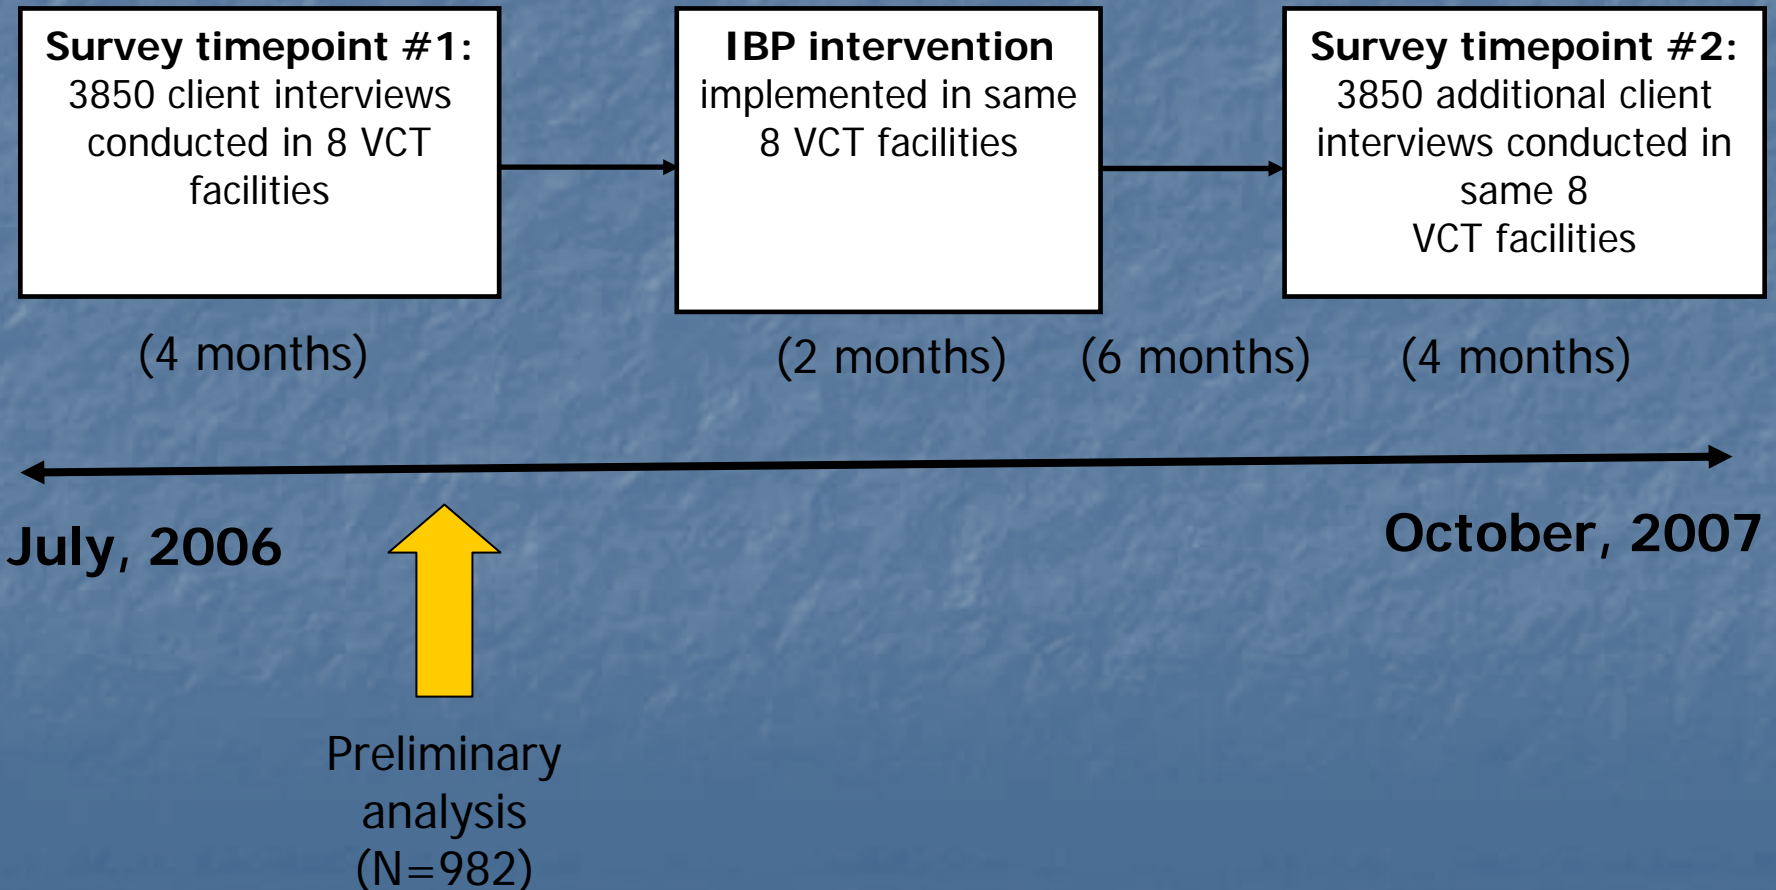 Survey timepoint #1:
3850 client interviews
conducted in 8 VCT
facilities
IBP intervention
implemented in same
8 VCT facilities
Survey timepoint #2:
3850 additional client
interviews conducted in
same 8
VCT facilities
(4 months)
(2 months)
(6 months)
(4 months)
July, 2006
October, 2007
Preliminary
analysis
(N=982)